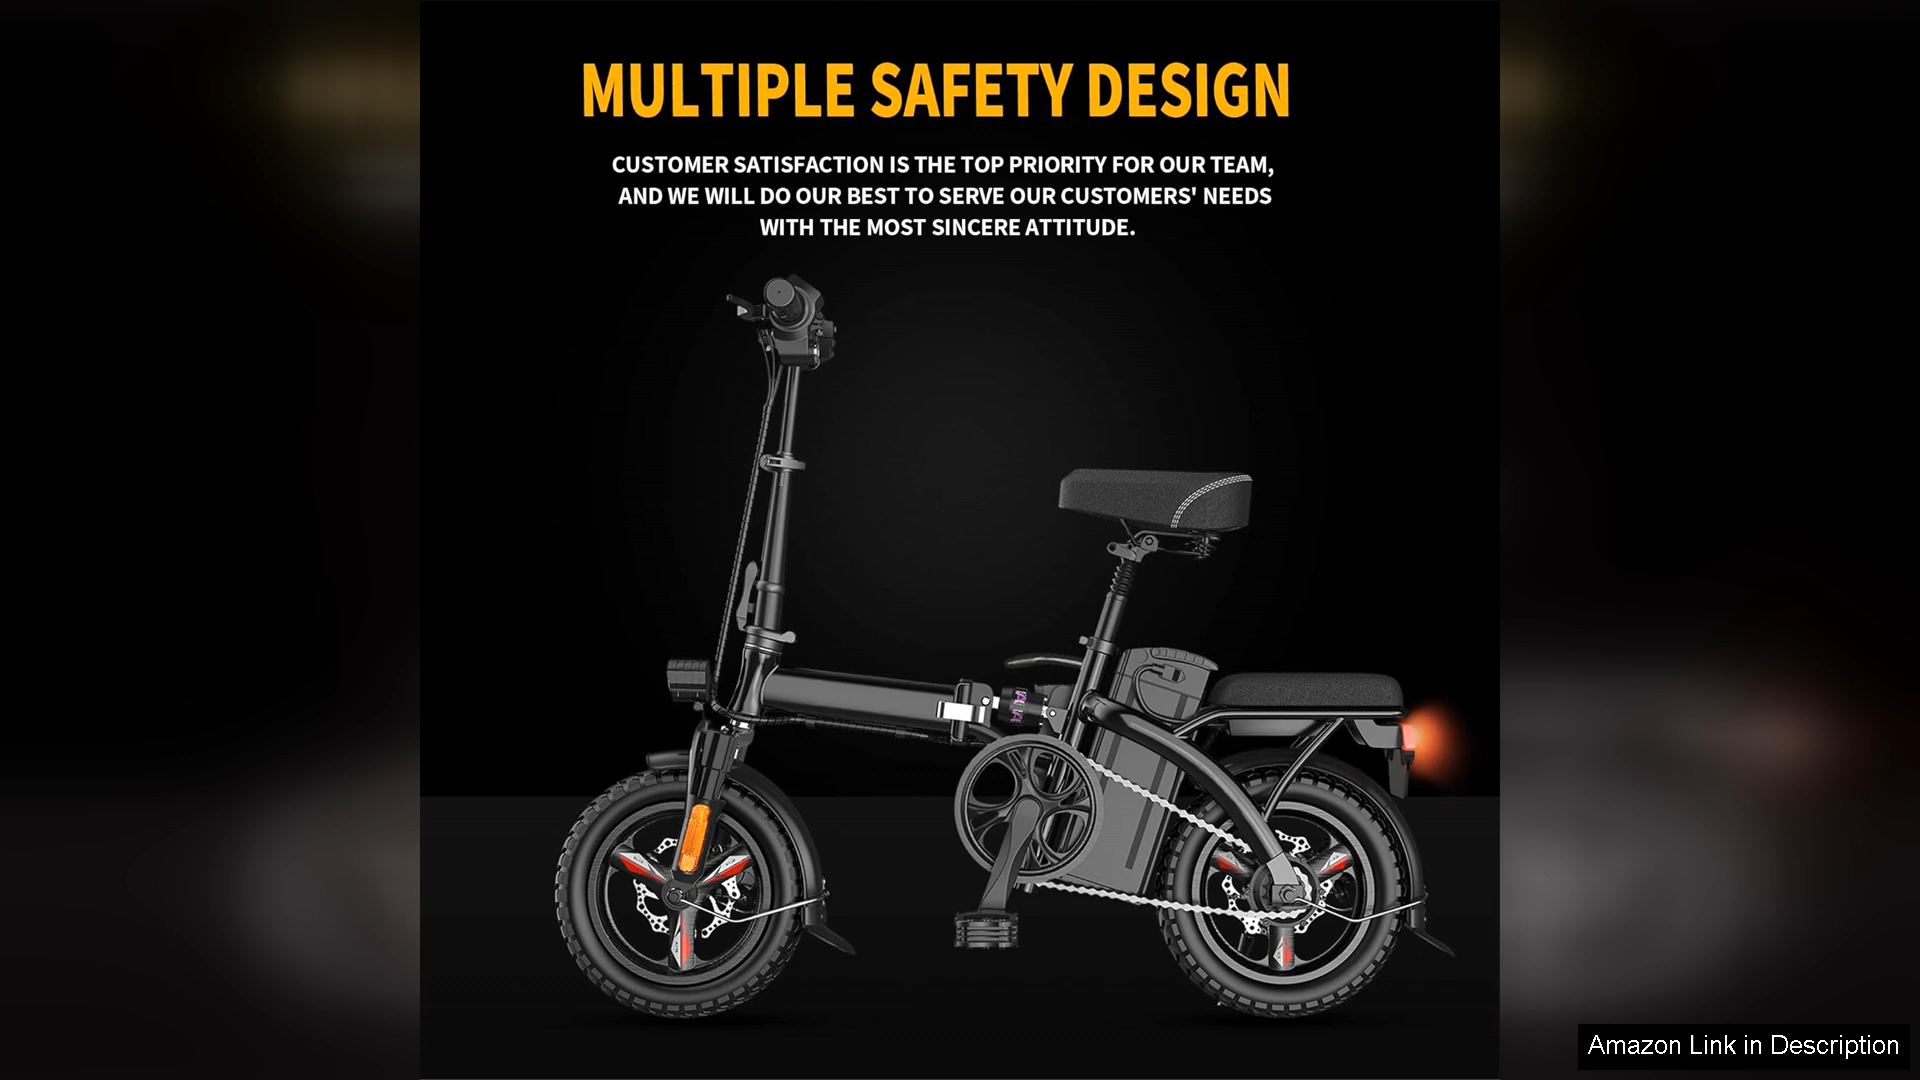 MULTIPLE SAFETY DESIGN
CUSTOMER SATISFACTION IS THE TOP PRIORITY FOR OUR TEAM,
AND WE WILL DO OUR BEST TO SERVE OUR CUSTOMERS' NEEDS
WITH THE MOST SINCERE ATTITUDE.
Amazon Link in Description